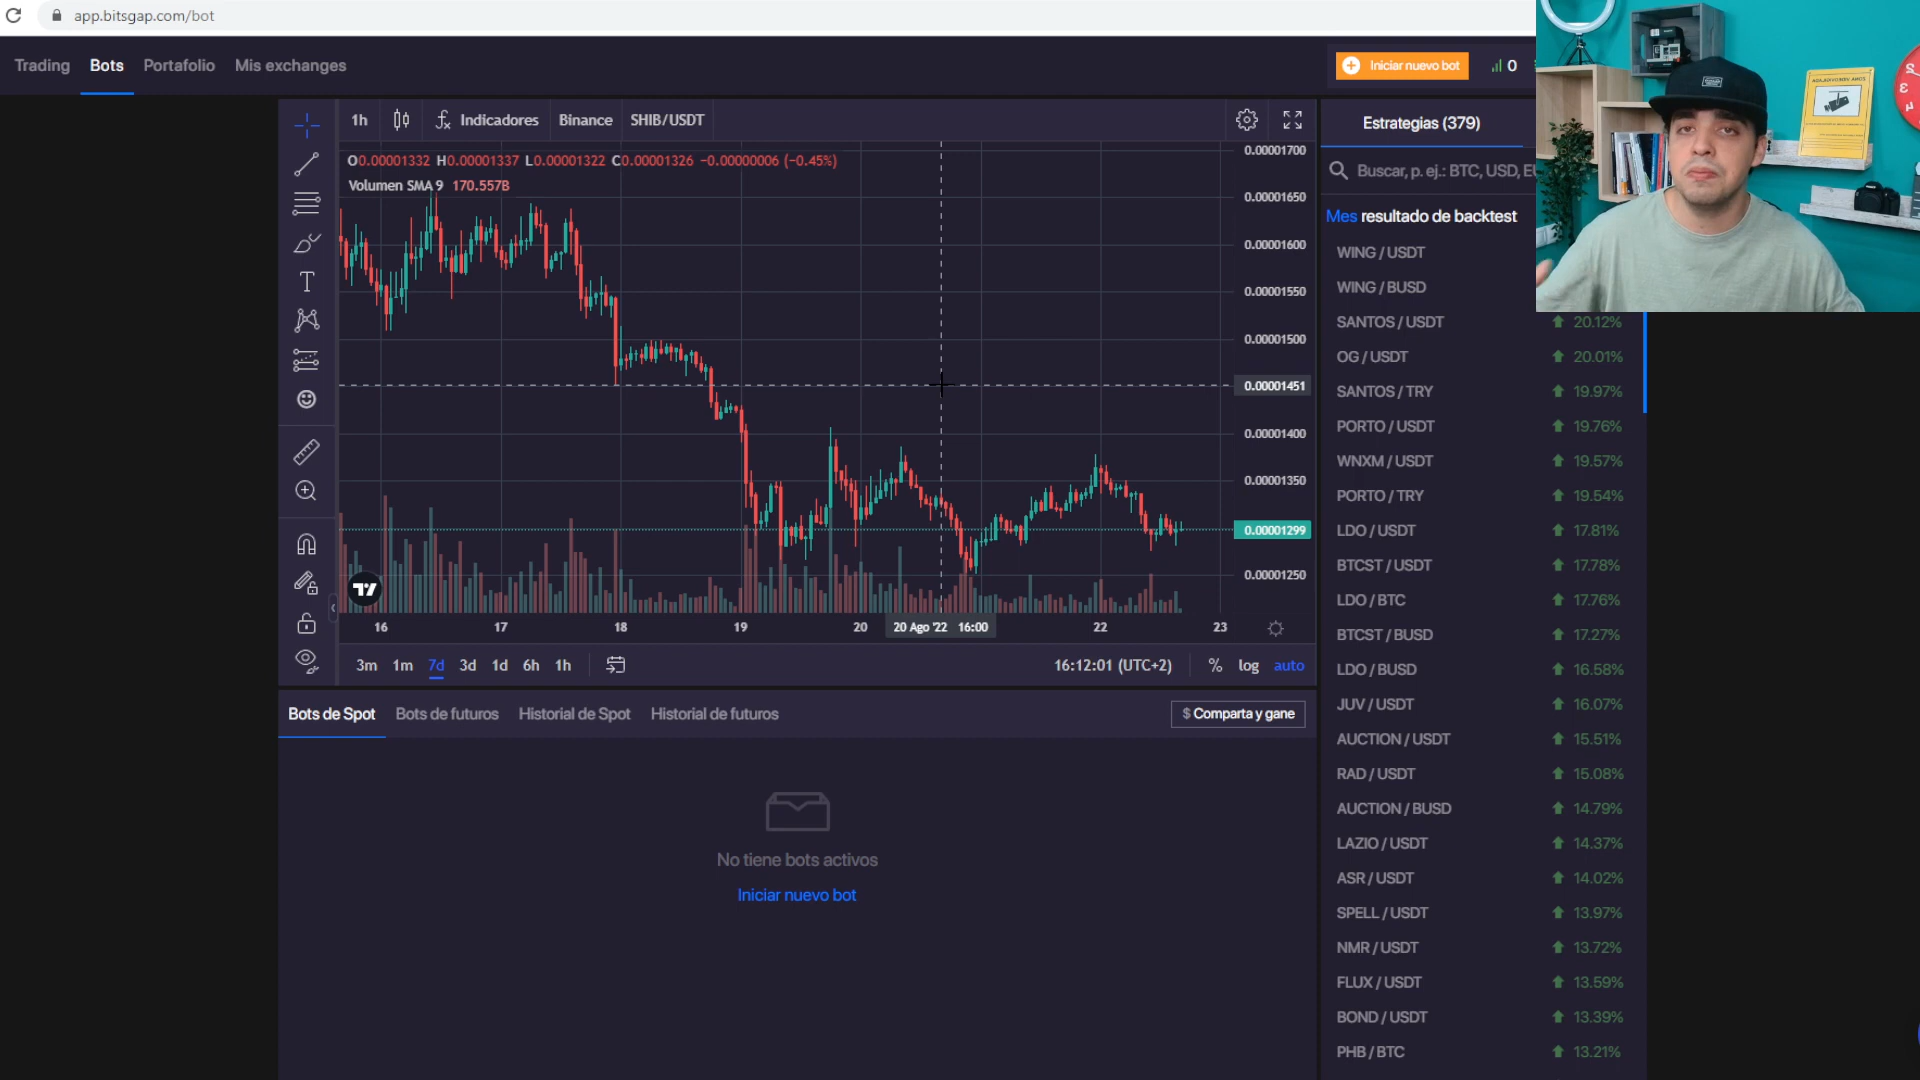 app.bitsgap.com/bot
Trading Bots Portafolio Mis exchanges
Iniciar nuevo bot 0
1h Indicadores Binance SHIB/USDT
O0.00001332 H0.00001337 L0.00001322 C0.00001326 −0.00000006 (−0.45%)
Volumen SMA 9 170.557B
0.00001700
0.00001650
0.00001600
0.00001550
0.00001500
0.00001451
0.00001400
0.00001350
0.00001299
0.00001250
16 17 18 19 20 20 Ago '22 16:00 22 23
3m 1m 7d 3d 1d 6h 1h 16:12:01 (UTC+2) % log auto
Bots de Spot Bots de futuros Historial de Spot Historial de futuros $ Comparta y gane
No tiene bots activos
Iniciar nuevo bot
Estrategias (379)
Buscar, p. ej.: BTC, USD, EU
Mes resultado de backtest
WING / USDT
WING / BUSD
SANTOS / USDT 20.12%
OG / USDT 20.01%
SANTOS / TRY 19.97%
PORTO / USDT 19.76%
WNXM / USDT 19.57%
PORTO / TRY 19.54%
LDO / USDT 17.81%
BTCST / USDT 17.78%
LDO / BTC 17.76%
BTCST / BUSD 17.27%
LDO / BUSD 16.58%
JUV / USDT 16.07%
AUCTION / USDT 15.51%
RAD / USDT 15.08%
AUCTION / BUSD 14.79%
LAZIO / USDT 14.37%
ASR / USDT 14.02%
SPELL / USDT 13.97%
NMR / USDT 13.72%
FLUX / USDT 13.59%
BOND / USDT 13.39%
PHB / BTC 13.21%